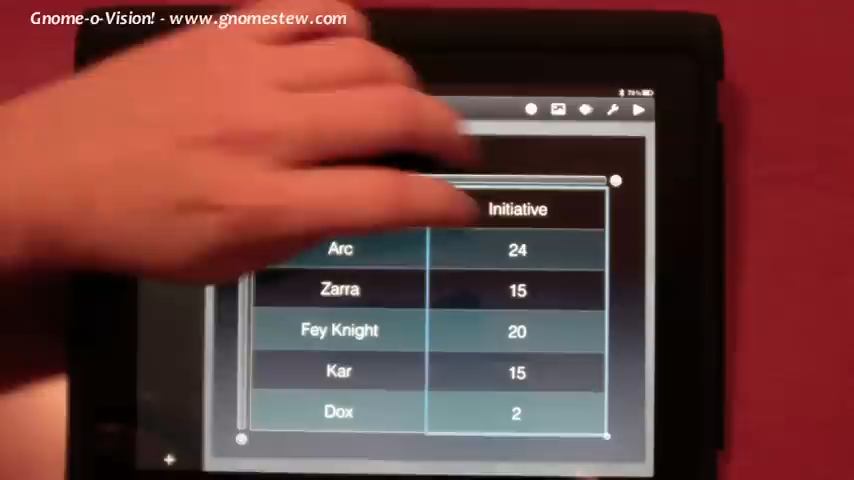 Gnome-o-Vision! - www.gnomestew.com
Initiative
Arc 24
Zarra 15
Fey Knight 20
Kar 15
Dox 2